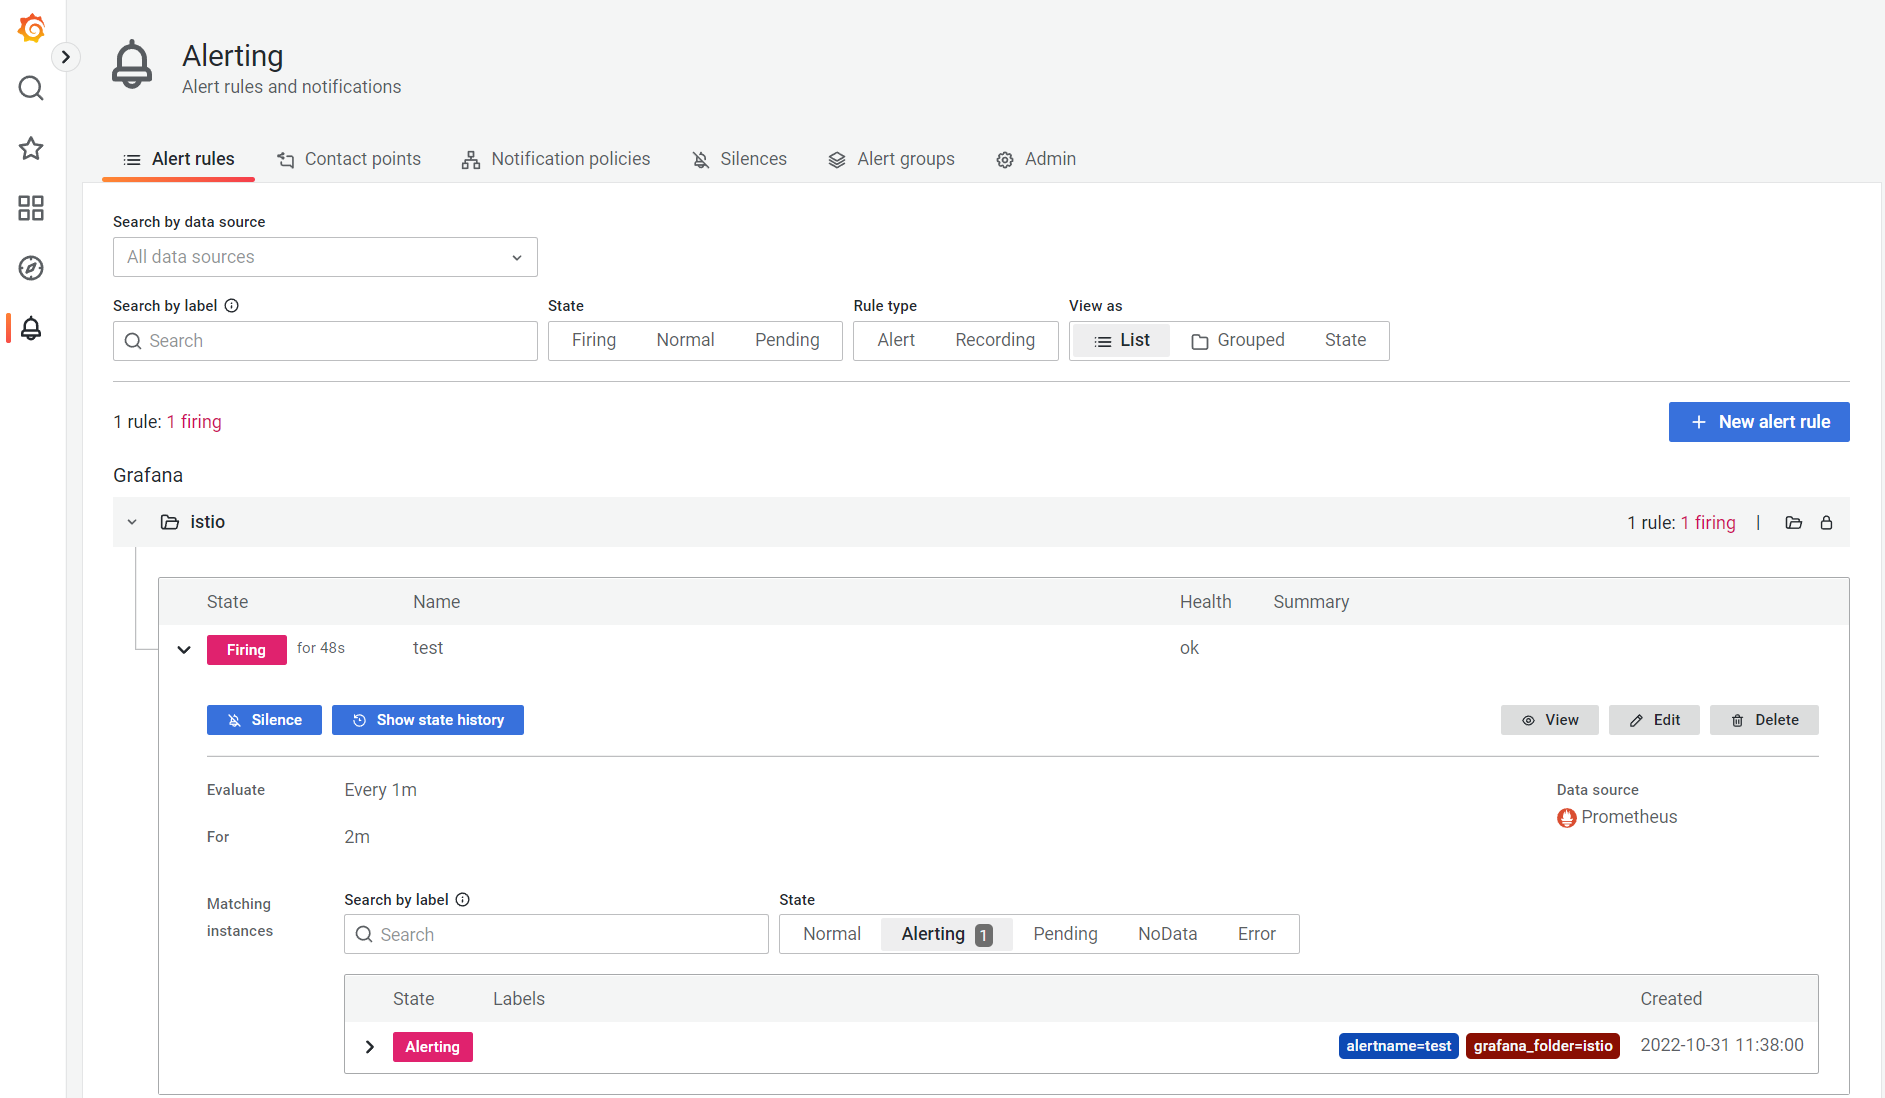 Alerting
Alert rules and notifications
Alert rules Contact points Notification policies Silences Alert groups Admin
Search by data source
All data sources
Search by label State Rule type View as
Search Firing Normal Pending Alert Recording List Grouped State
1 rule: 1 firing New alert rule
Grafana
istio 1 rule: 1 firing
State Name Health Summary
Firing for 48s test ok
Silence Show state history View Edit Delete
Evaluate Every 1m Data source
Prometheus
For 2m
Matching instances Search by label State
Search Normal Alerting 1 Pending NoData Error
State Labels Created
Alerting alertname=test grafana_folder=istio 2022-10-31 11:38:00